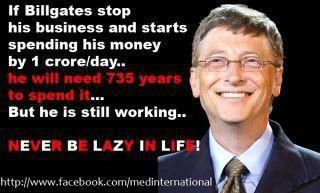 If Billgates stop
his business and starts
spending his money
by 1 crore/day..
he will need 735 years
to spend it...
But he is still working..
NEVER BE LAZY IN LIFE!
http://www.facebook.com/medinternational